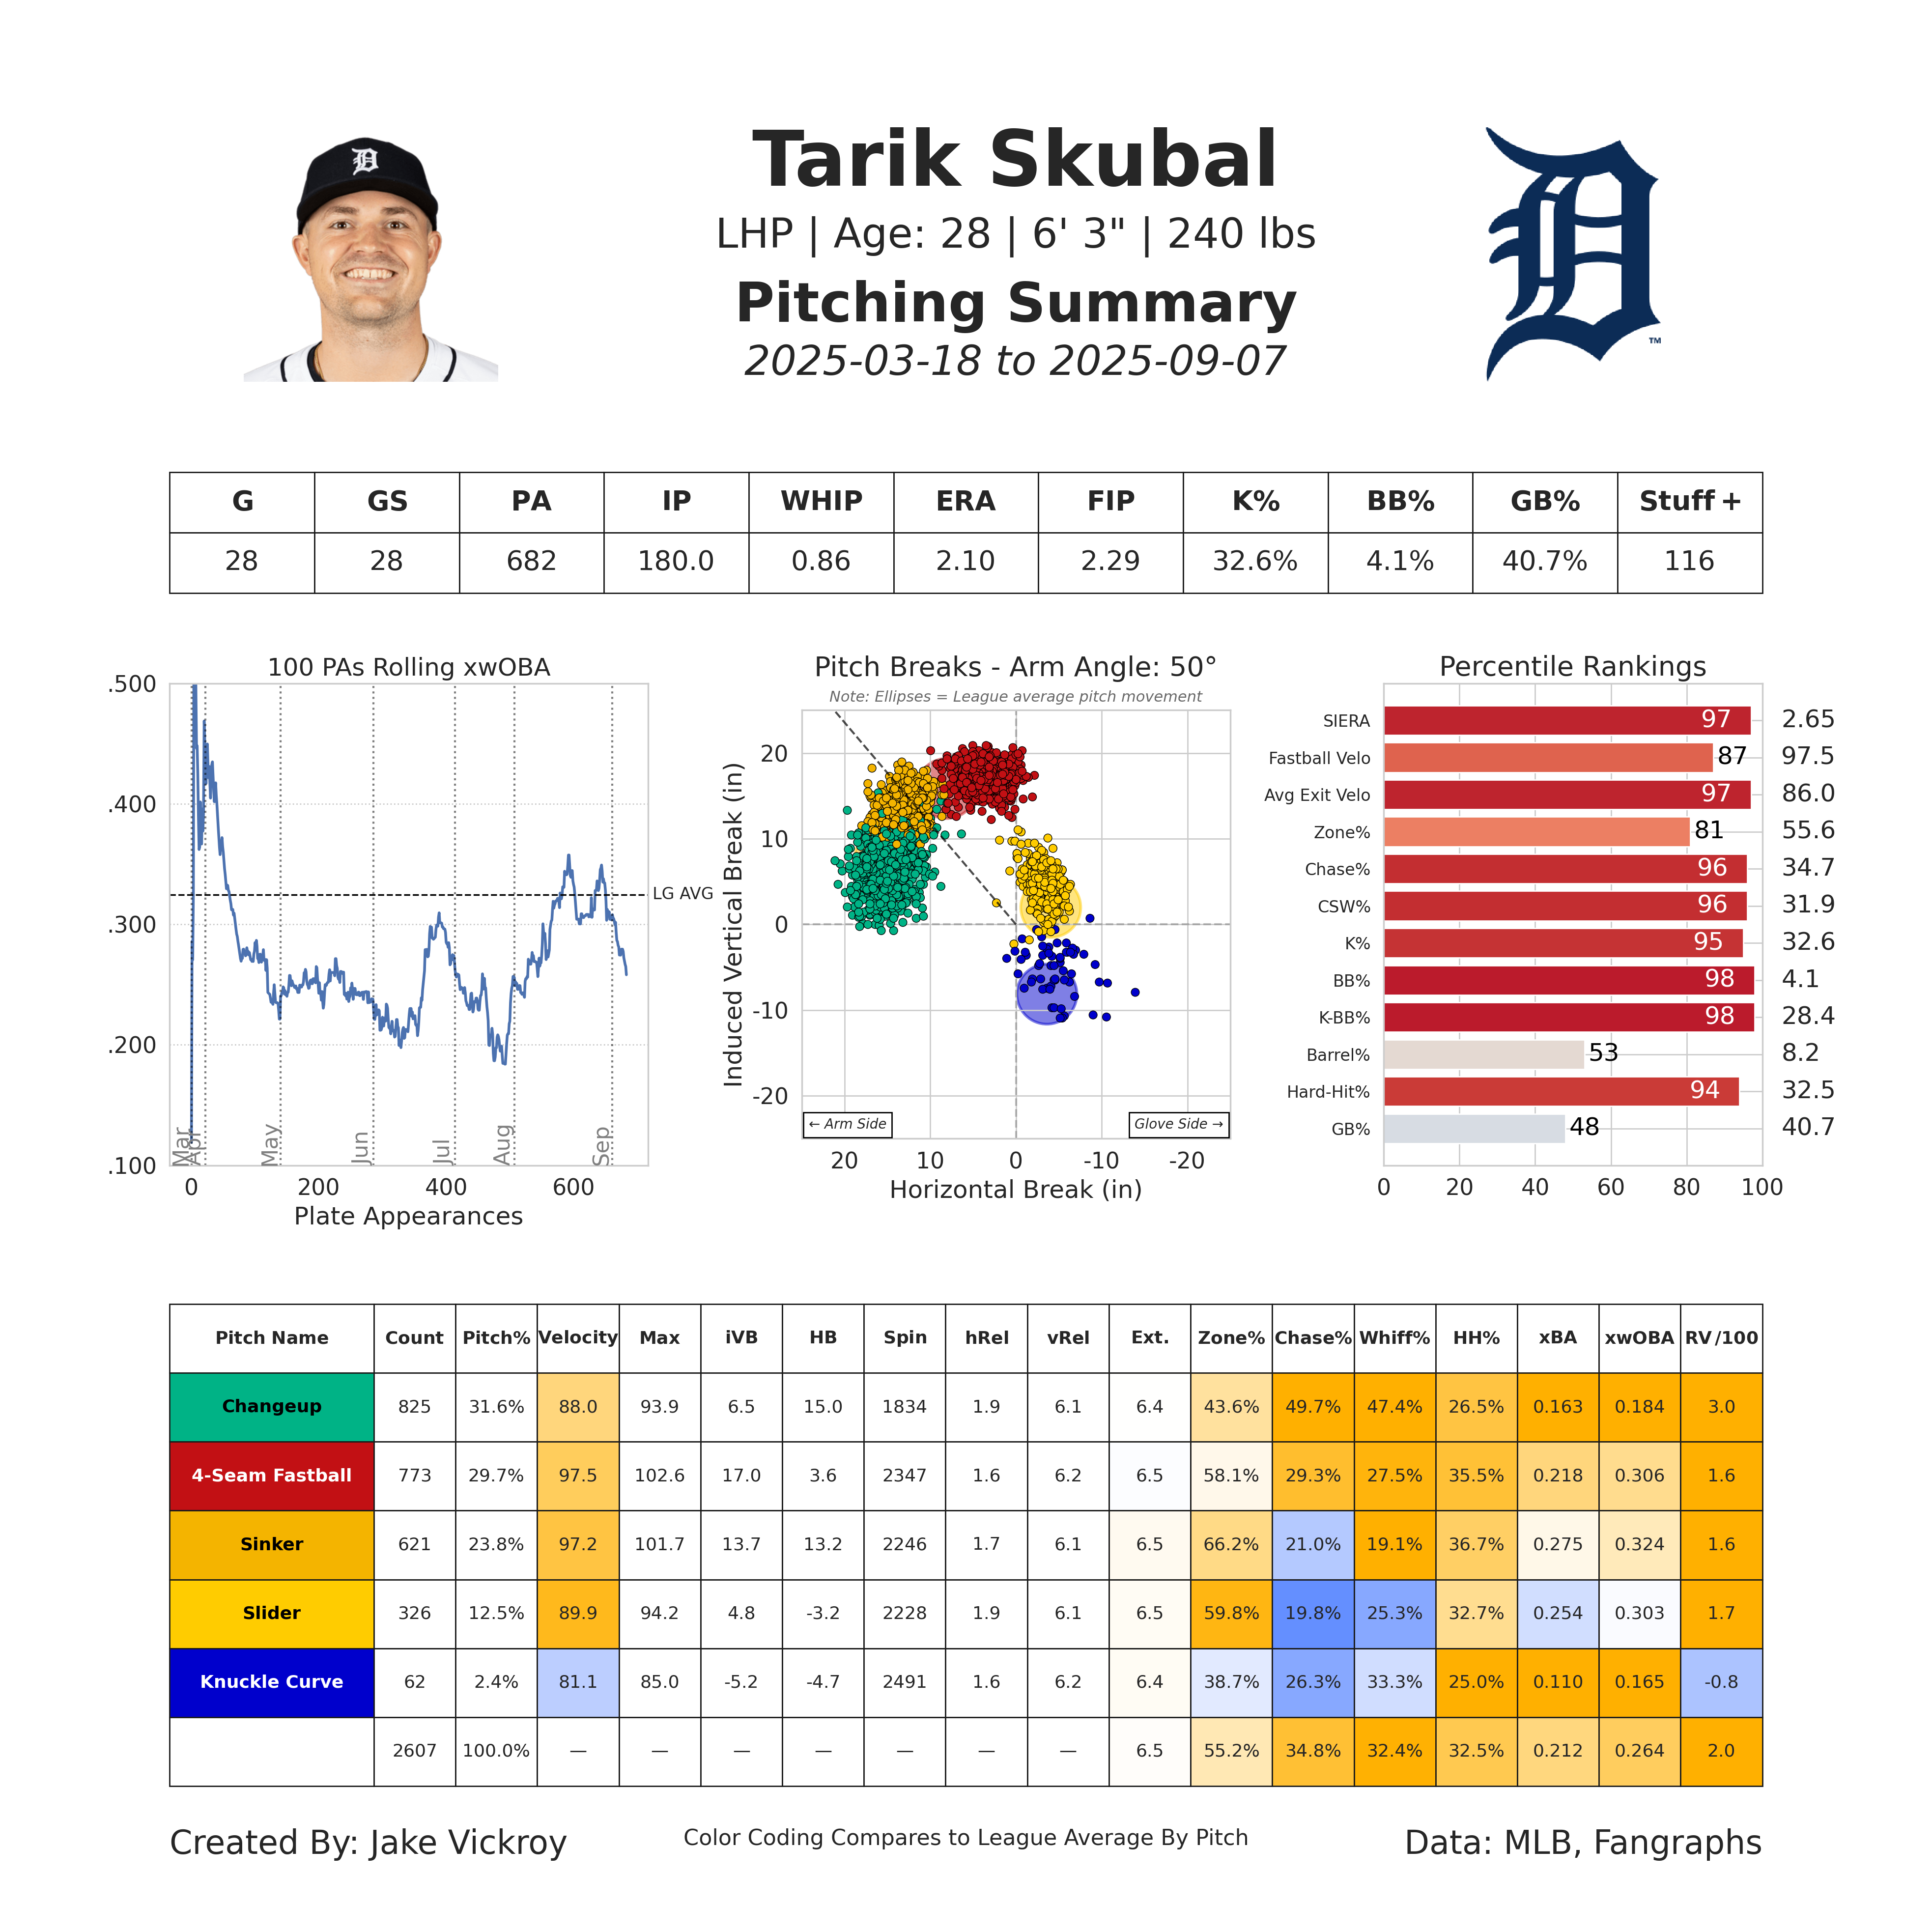 Tarik Skubal
LHP | Age: 28 | 6' 3" | 240 lbs
Pitching Summary
2025-03-18 to 2025-09-07
D
D
TM
G GS PA IP WHIP ERA FIP K% BB% GB% Stuff+
28 28 682 180.0 0.86 2.10 2.29 32.6% 4.1% 40.7% 116
100 PAs Rolling xwOBA
.500
.400
.300
.200
.100
LG AVG
Mar
Apr
May
Jun
Jul
Aug
Sep
0 200 400 600
Plate Appearances
Pitch Breaks - Arm Angle: 50°
Note: Ellipses = League average pitch movement
Induced Vertical Break (in)
20
10
0
-10
-20
← Arm Side
Glove Side →
20 10 0 -10 -20
Horizontal Break (in)
Percentile Rankings
SIERA 97 2.65
Fastball Velo 87 97.5
Avg Exit Velo 97 86.0
Zone% 81 55.6
Chase% 96 34.7
CSW% 96 31.9
K% 95 32.6
BB% 98 4.1
K-BB% 98 28.4
Barrel% 53 8.2
Hard-Hit% 94 32.5
GB% 48 40.7
0 20 40 60 80 100
Pitch Name Count Pitch% Velocity Max iVB HB Spin hRel vRel Ext. Zone% Chase% Whiff% HH% xBA xwOBA RV/100
Changeup 825 31.6% 88.0 93.9 6.5 15.0 1834 1.9 6.1 6.4 43.6% 49.7% 47.4% 26.5% 0.163 0.184 3.0
4-Seam Fastball 773 29.7% 97.5 102.6 17.0 3.6 2347 1.6 6.2 6.5 58.1% 29.3% 27.5% 35.5% 0.218 0.306 1.6
Sinker 621 23.8% 97.2 101.7 13.7 13.2 2246 1.7 6.1 6.5 66.2% 21.0% 19.1% 36.7% 0.275 0.324 1.6
Slider 326 12.5% 89.9 94.2 4.8 -3.2 2228 1.9 6.1 6.5 59.8% 19.8% 25.3% 32.7% 0.254 0.303 1.7
Knuckle Curve 62 2.4% 81.1 85.0 -5.2 -4.7 2491 1.6 6.2 6.4 38.7% 26.3% 33.3% 25.0% 0.110 0.165 -0.8
2607 100.0% — — — — — — — 6.5 55.2% 34.8% 32.4% 32.5% 0.212 0.264 2.0
Created By: Jake Vickroy
Color Coding Compares to League Average By Pitch
Data: MLB, Fangraphs